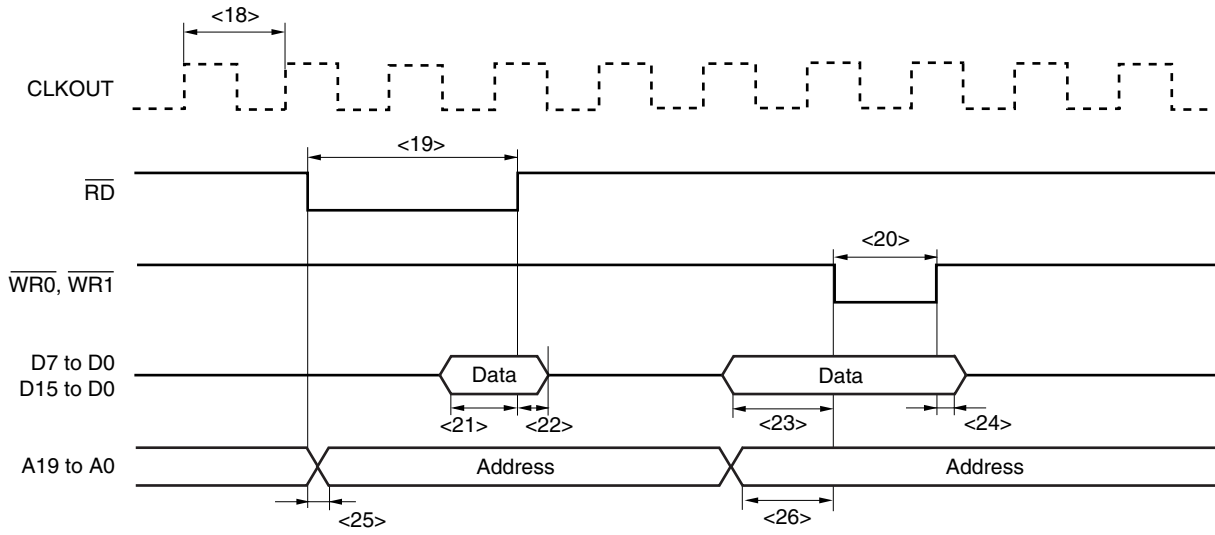 <18>
CLKOUT
<19>
RD
<20>
WR0, WR1
D7 to D0
D15 to D0
Data
Data
<21>
<22>
<23>
<24>
A19 to A0
Address
Address
<25>
<26>